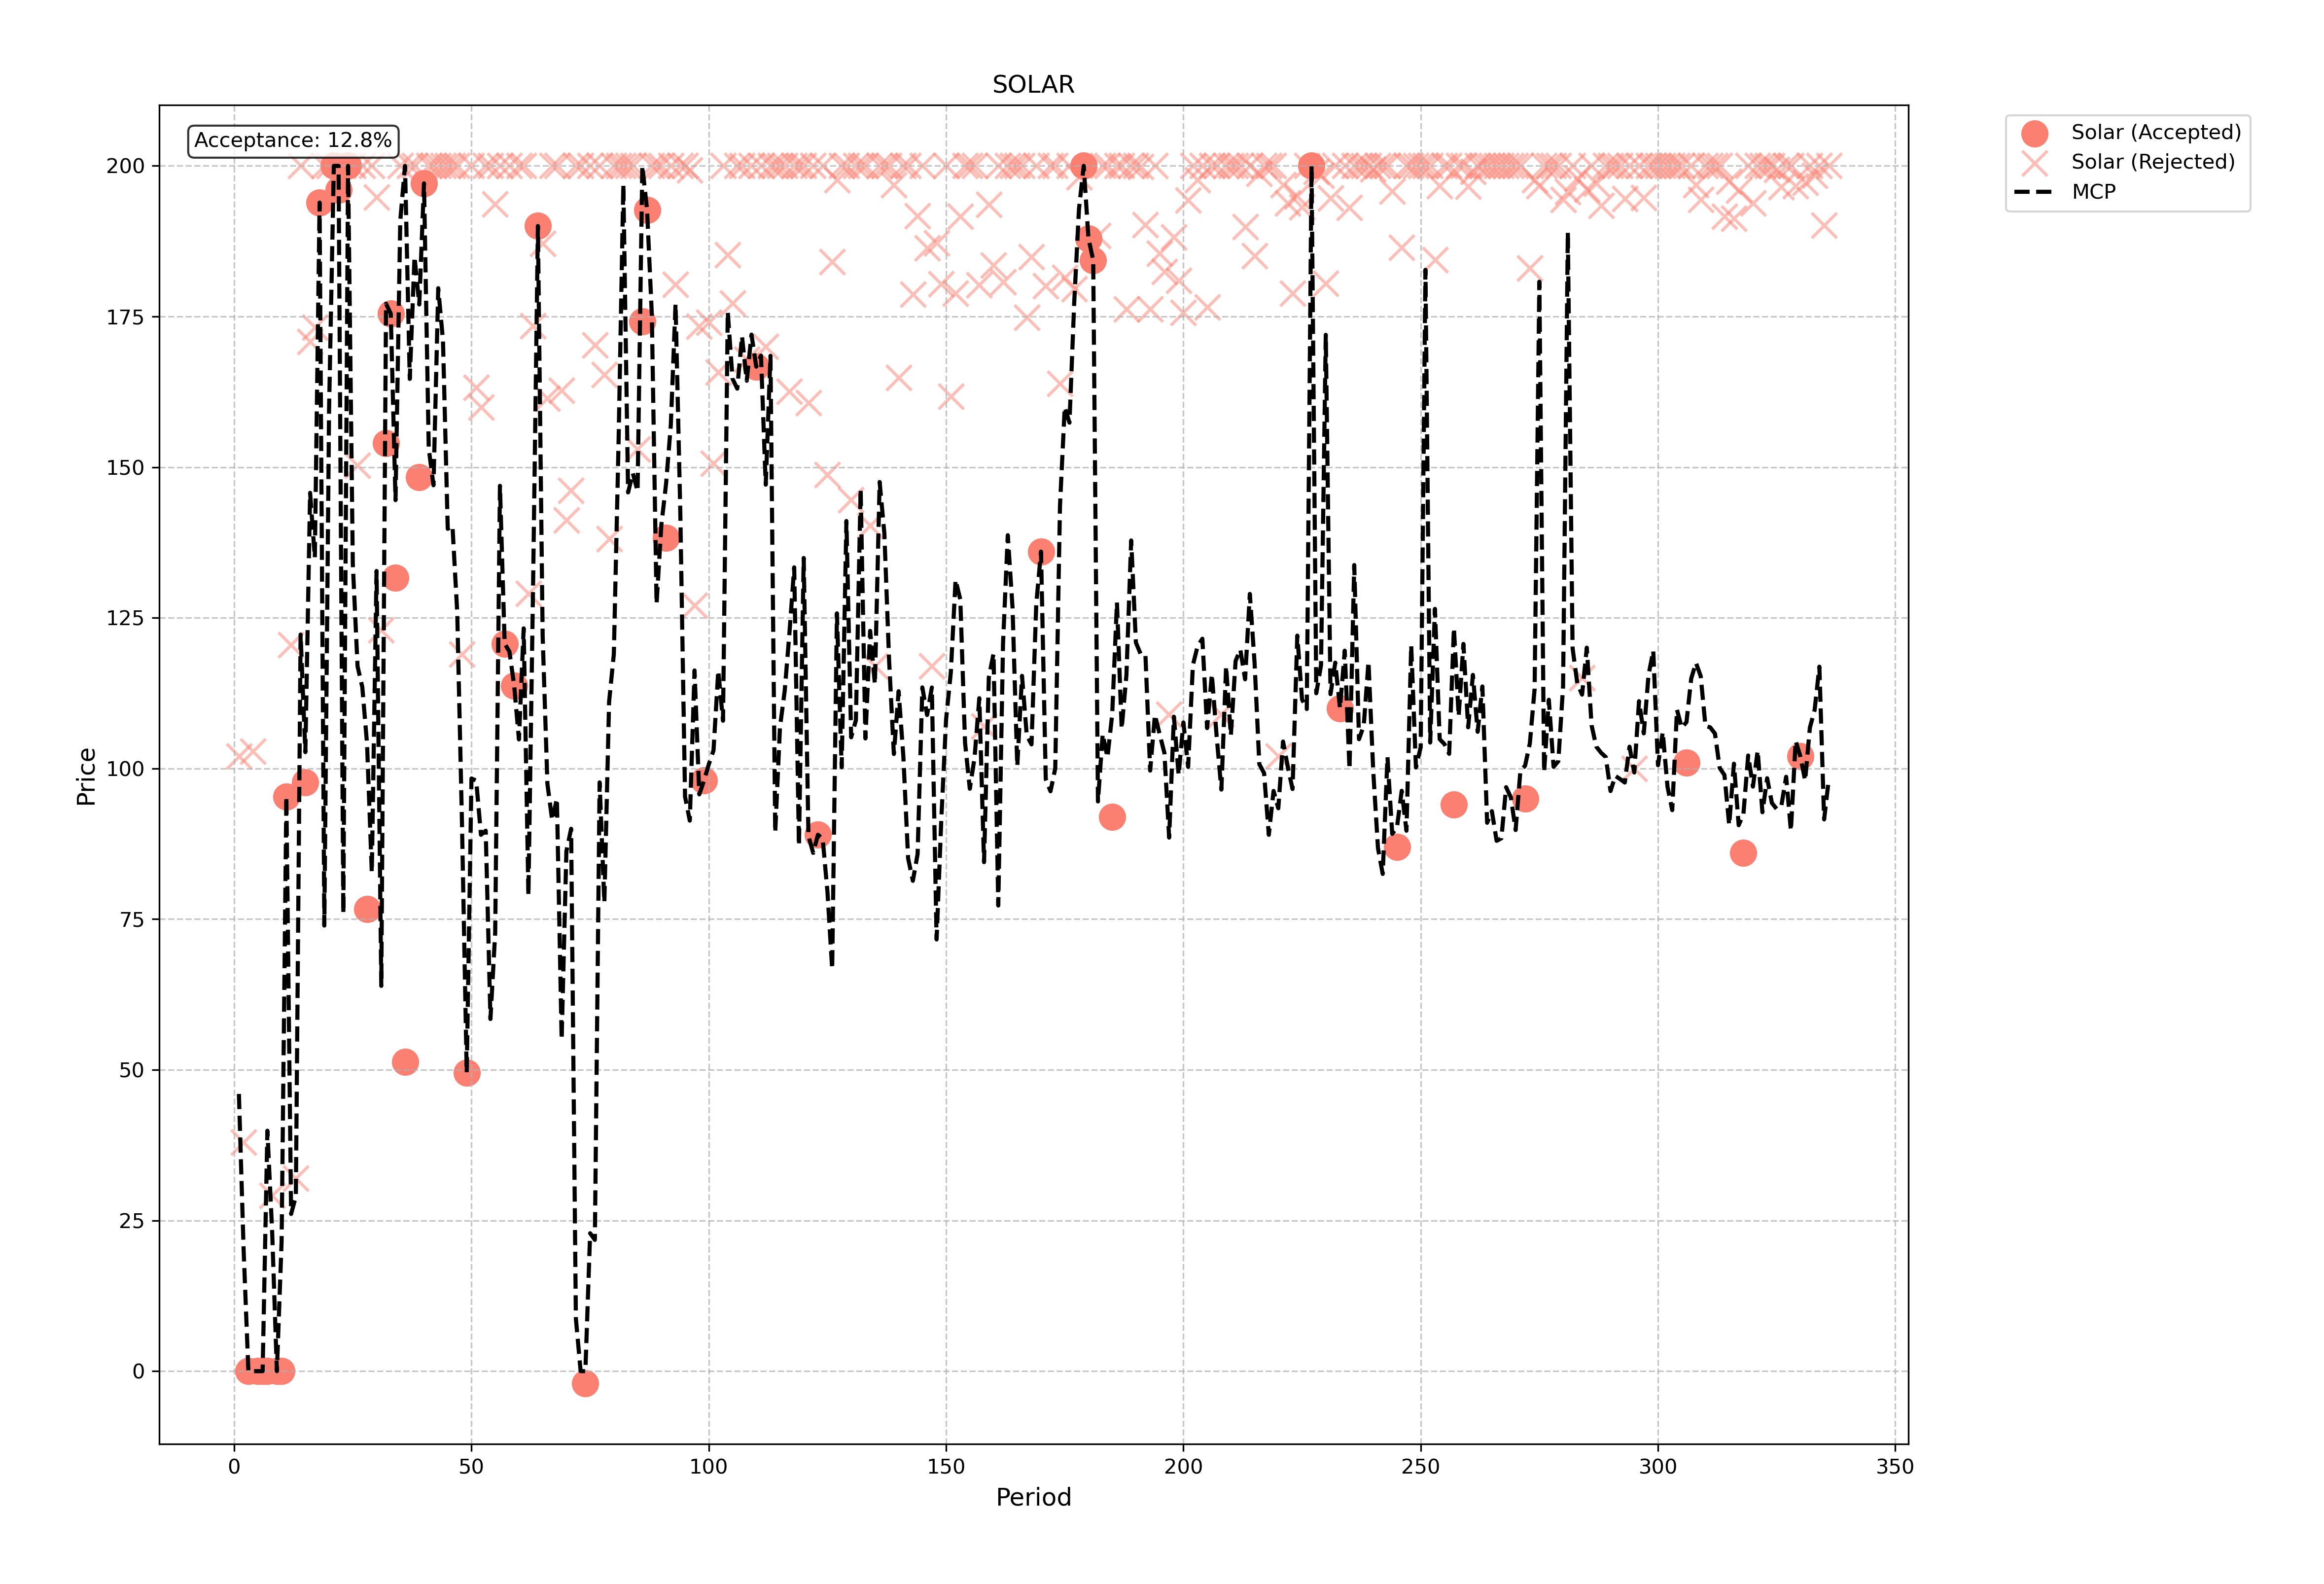 SOLAR
Acceptance: 12.8%
Solar (Accepted)
Solar (Rejected)
MCP
200
175
150
125
100
75
50
25
0
Price
0 50 100 150 200 250 300 350
Period